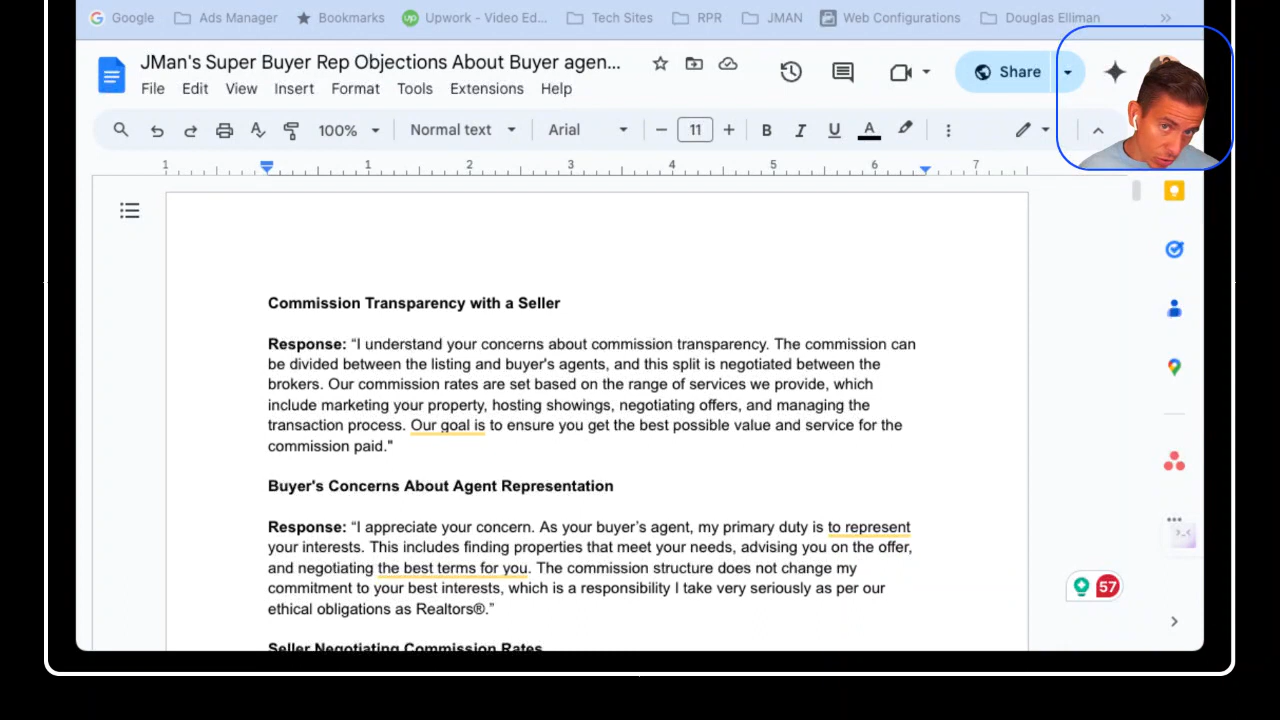 Google Ads Manager Bookmarks Upwork - Video Ed... Tech Sites RPR JMAN Web Configurations Douglas Elliman
JMan's Super Buyer Rep Objections About Buyer agen...
Share
File Edit View Insert Format Tools Extensions Help
100% Normal text Arial 11 B I U A
1 1 2 3 4 5 6 7
Commission Transparency with a Seller
Response: “I understand your concerns about commission transparency. The commission can
be divided between the listing and buyer's agents, and this split is negotiated between the
brokers. Our commission rates are set based on the range of services we provide, which
include marketing your property, hosting showings, negotiating offers, and managing the
transaction process. Our goal is to ensure you get the best possible value and service for the
commission paid."
Buyer's Concerns About Agent Representation
Response: “I appreciate your concern. As your buyer’s agent, my primary duty is to represent
your interests. This includes finding properties that meet your needs, advising you on the offer,
and negotiating the best terms for you. The commission structure does not change my
commitment to your best interests, which is a responsibility I take very seriously as per our
ethical obligations as Realtors®.”
57
Seller Negotiating Commission Rates